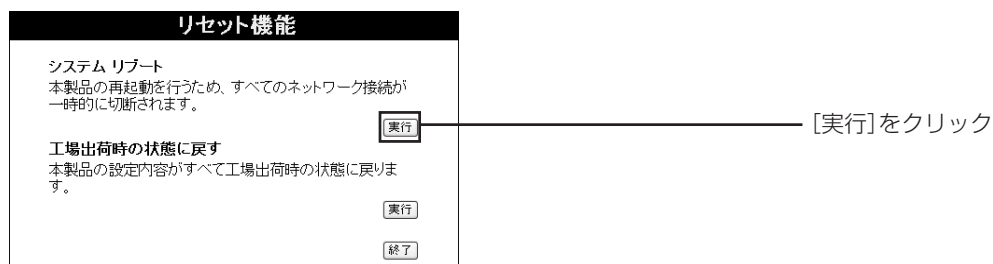 リセット機能
システム リブート
本製品の再起動を行うため、すべてのネットワーク接続が
一時的に切断されます。
実行
[実行]をクリック
工場出荷時の状態に戻す
本製品の設定内容がすべて工場出荷時の状態に戻りま
す。
実行
終了